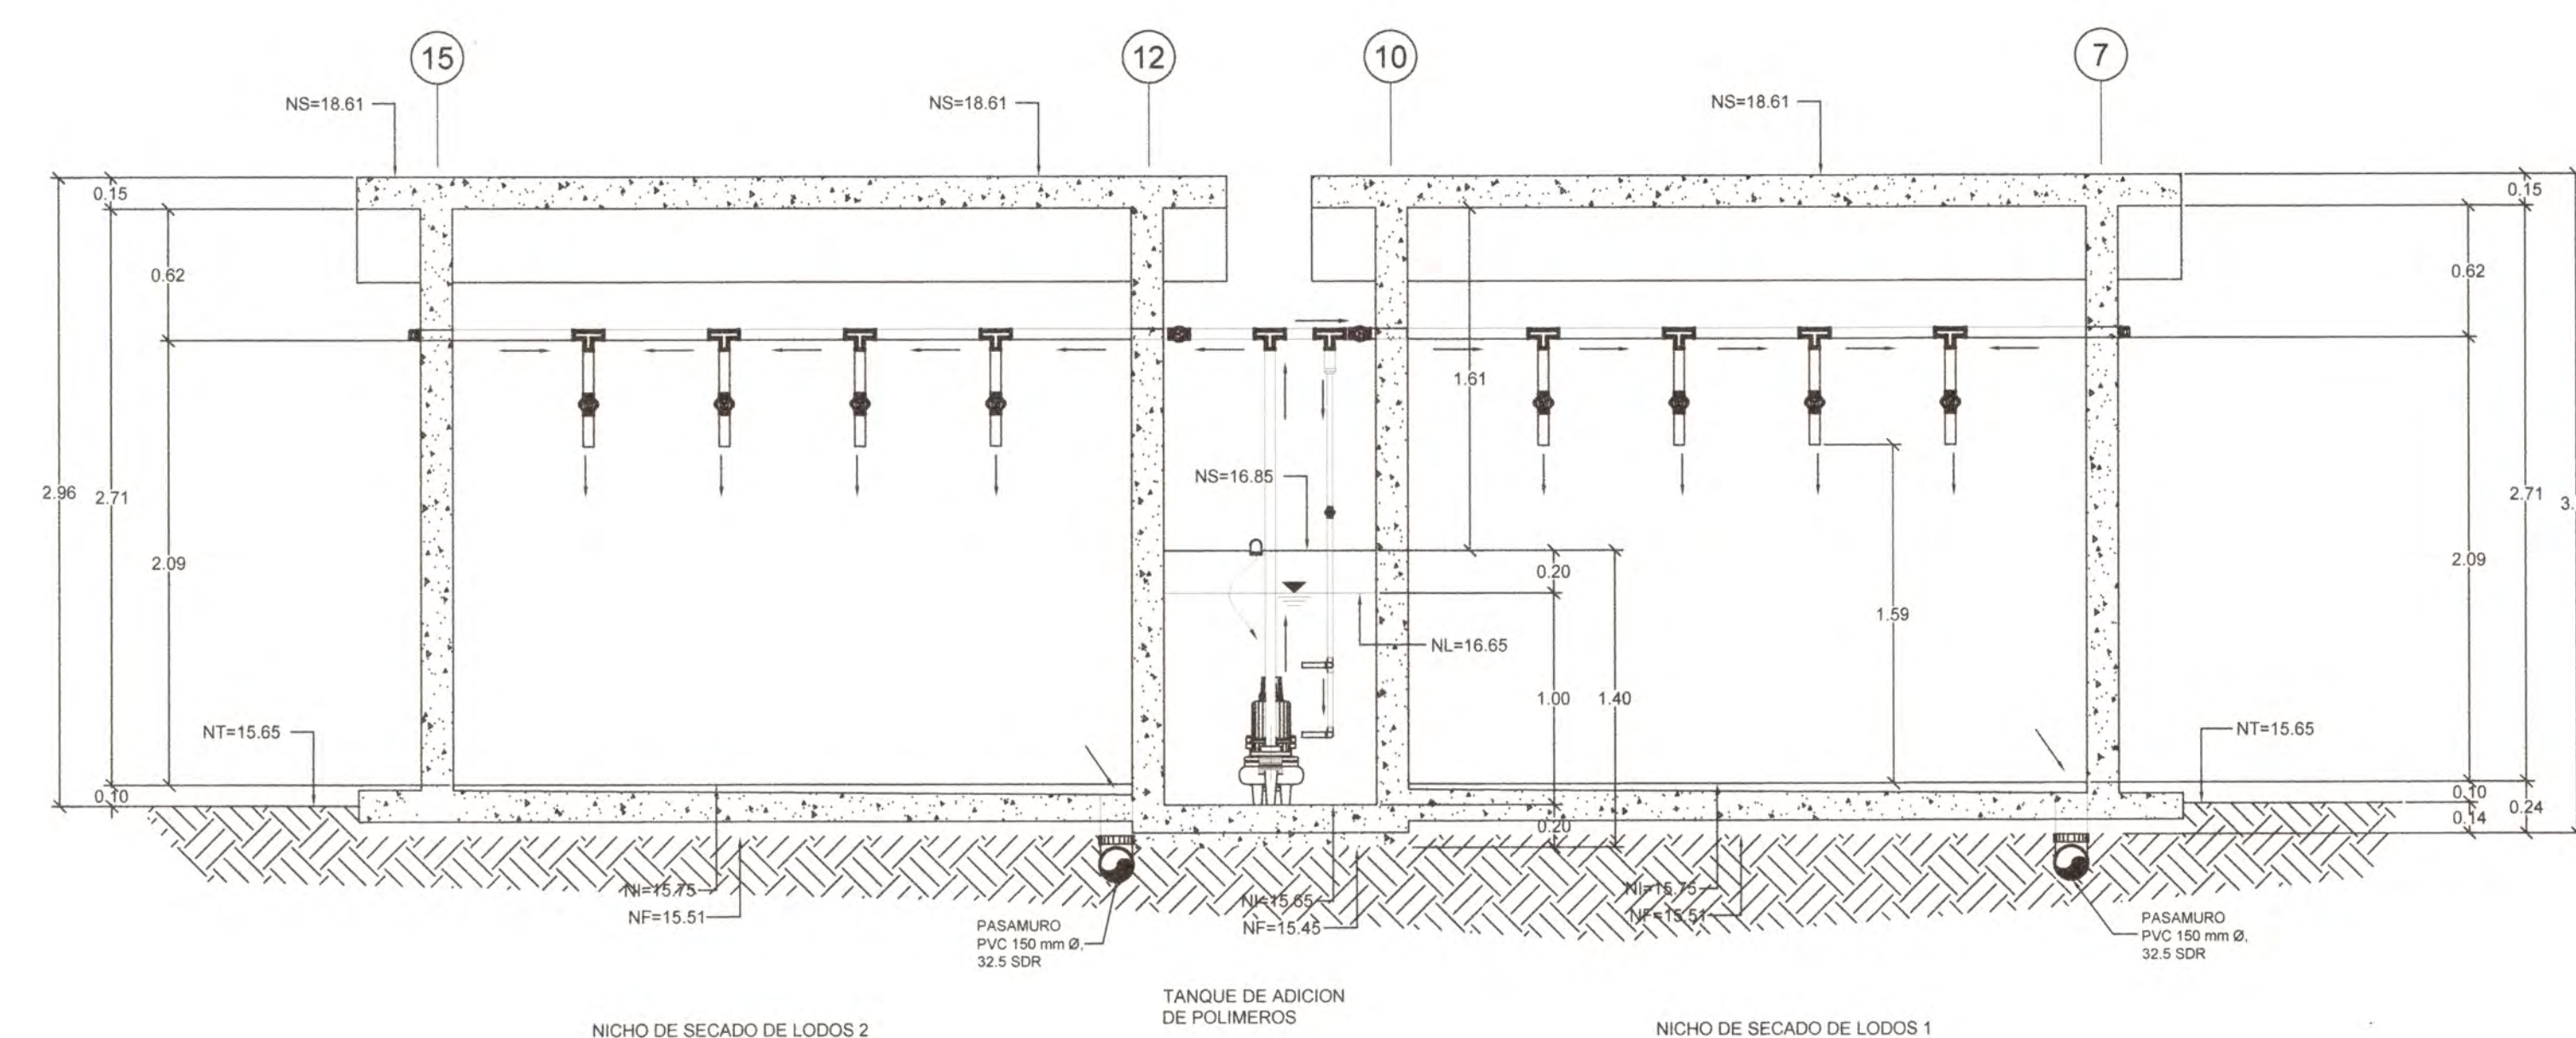 15
12
10
7
NS=18.61
NS=18.61
NS=18.61
0.15
0.15
0.62
0.62
1.61
NS=16.85
2.96
2.71
2.71
3.
2.09
0.20
2.09
1.59
NL=16.65
1.00
1.40
NT=15.65
NT=15.65
0.10
0.10
0.24
0.20
0.14
NI=15.75
NF=15.51
NI=15.65
NF=15.45
NI=15.75
NF=15.51
PASAMURO
PVC 150 mm Ø,
32.5 SDR
PASAMURO
PVC 150 mm Ø,
32.5 SDR
TANQUE DE ADICION
DE POLIMEROS
NICHO DE SECADO DE LODOS 2
NICHO DE SECADO DE LODOS 1